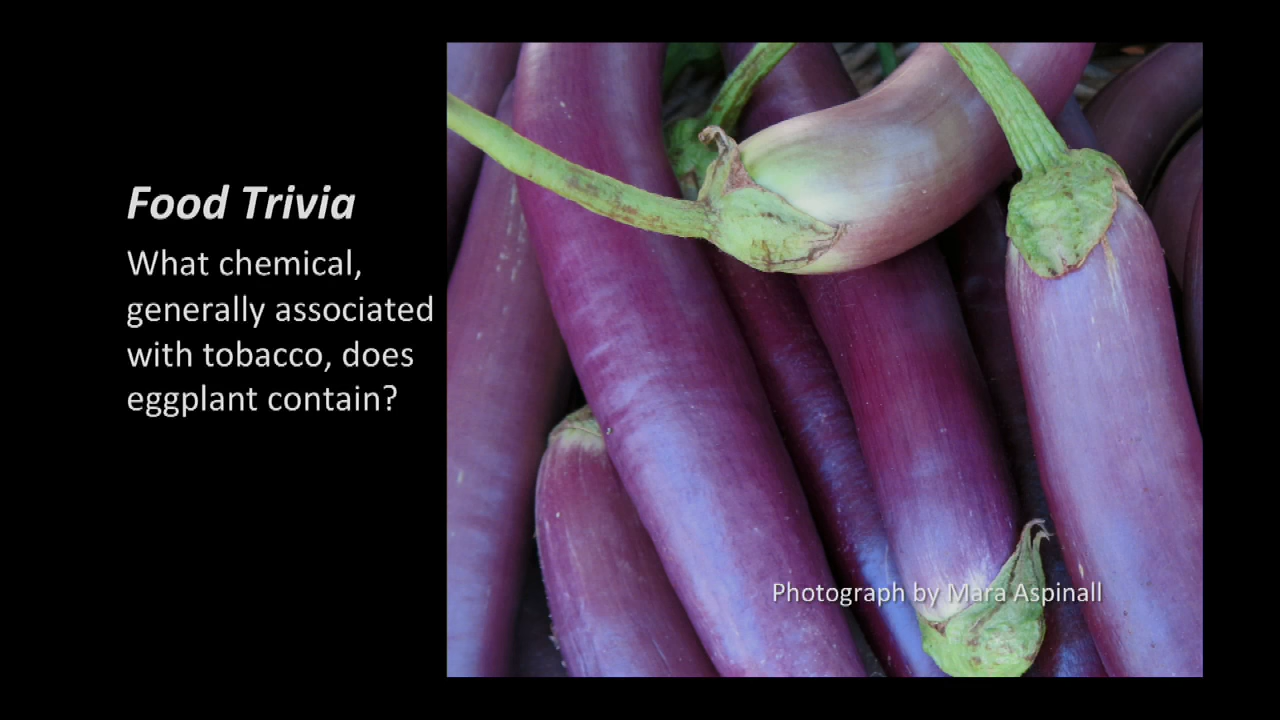 Food Trivia
What chemical,
generally associated
with tobacco, does
eggplant contain?
Photograph by Mara Aspinall